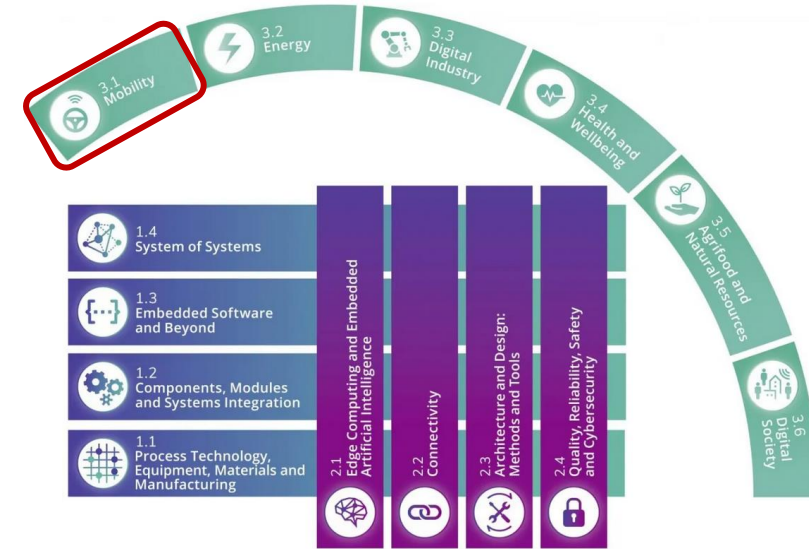 3.1
Mobility
3.2
Energy
3.3
Digital
Industry
3.4
Health and
Wellbeing
3.5
Agrifood and
Natural Resources
3.6
Digital
Society
1.4
System of Systems
1.3
Embedded Software
and Beyond
1.2
Components, Modules
and Systems Integration
1.1
Process Technology,
Equipment, Materials and
Manufacturing
2.1
Edge Computing and Embedded
Artificial Intelligence
2.2
Connectivity
2.3
Architecture and Design:
Methods and Tools
2.4
Quality, Reliability, Safety
and Cybersecurity